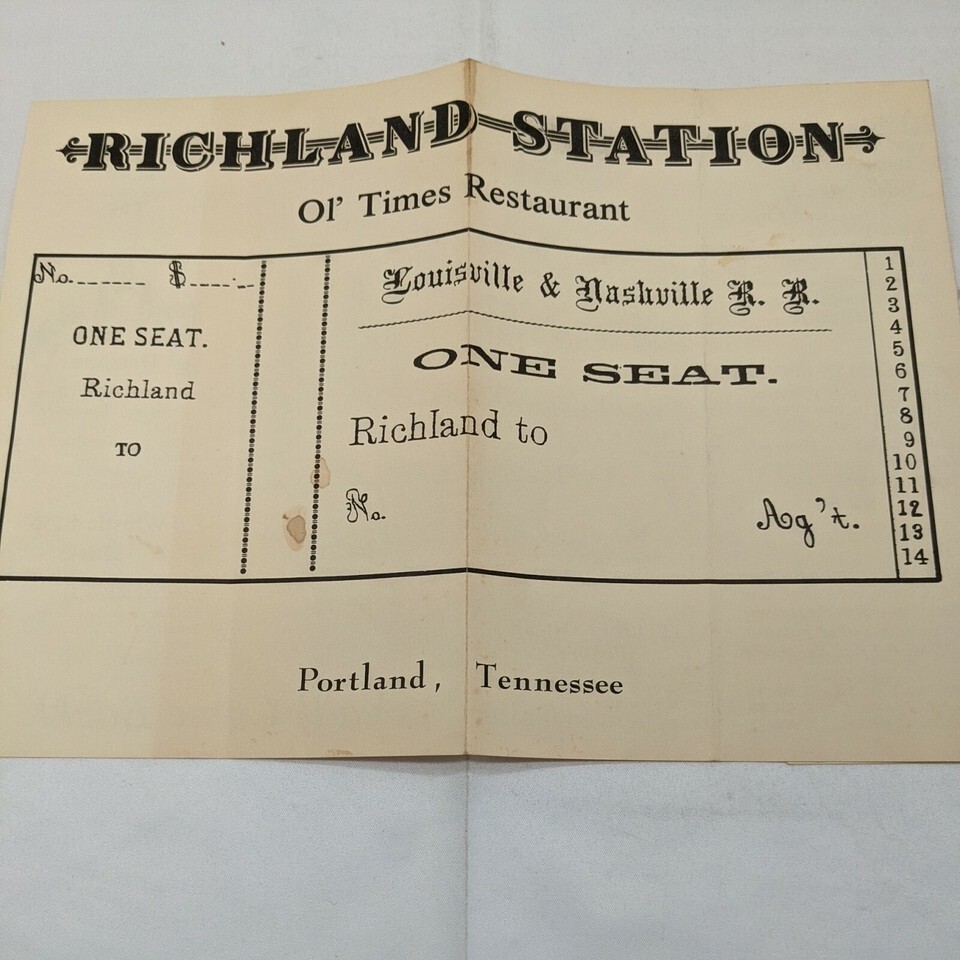 RICHLAND STATION
Ol' Times Restaurant
No. ------- $ -----.--
ONE SEAT.
Richland
TO
Louisville & Nashville R. R.
ONE SEAT.
Richland to
No.
Ag't.
1
2
3
4
5
6
7
8
9
10
11
12
13
14
Portland, Tennessee